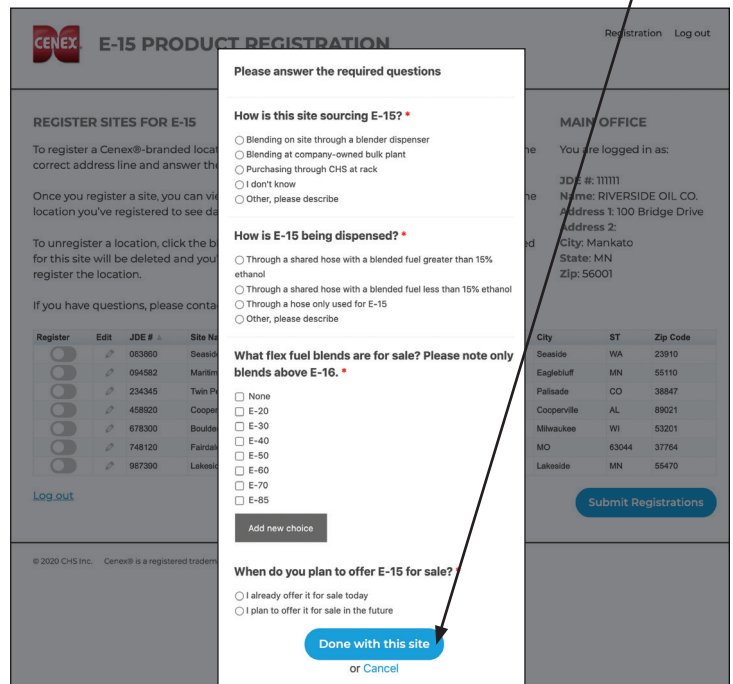 CENEX
E-15 PRODUCT REGISTRATION
Registration Log out
REGISTER SITES FOR E-15
To register a Cenex®-branded locat
correct address line and answer the
Once you register a site, you can vie
location you've registered to see da
To unregister a location, click the b
for this site will be deleted and you'
register the location.
If you have questions, please conta
Please answer the required questions
How is this site sourcing E-15? *
Blending on site through a blender dispenser
Blending at company-owned bulk plant
Purchasing through CHS at rack
I don't know
Other, please describe
How is E-15 being dispensed? *
Through a shared hose with a blended fuel greater than 15%
ethanol
Through a shared hose with a blended fuel less than 15% ethanol
Through a hose only used for E-15
Other, please describe
What flex fuel blends are for sale? Please note only
blends above E-16. *
None
E-20
E-30
E-40
E-50
E-60
E-70
E-85
Add new choice
When do you plan to offer E-15 for sale? *
I already offer it for sale today
I plan to offer it for sale in the future
Done with this site
or Cancel
MAIN OFFICE
You are logged in as:
JDE #: 111111
Name: RIVERSIDE OIL CO.
Address 1: 100 Bridge Drive
Address 2:
City: Mankato
State: MN
Zip: 56001
Register Edit JDE # Site Na City ST Zip Code
063860 Seasid Seaside WA 23910
094582 Maritim Eaglebluff MN 55110
234345 Twin Pe Palisade CO 38847
458920 Cooper Cooperville AL 89021
678300 Boulde Milwaukee WI 53201
748120 Fairdal MO 63044 37764
987390 Lakesid Lakeside MN 55470
Log out
Submit Registrations
© 2020 CHS Inc. Cenex® is a registered tradem